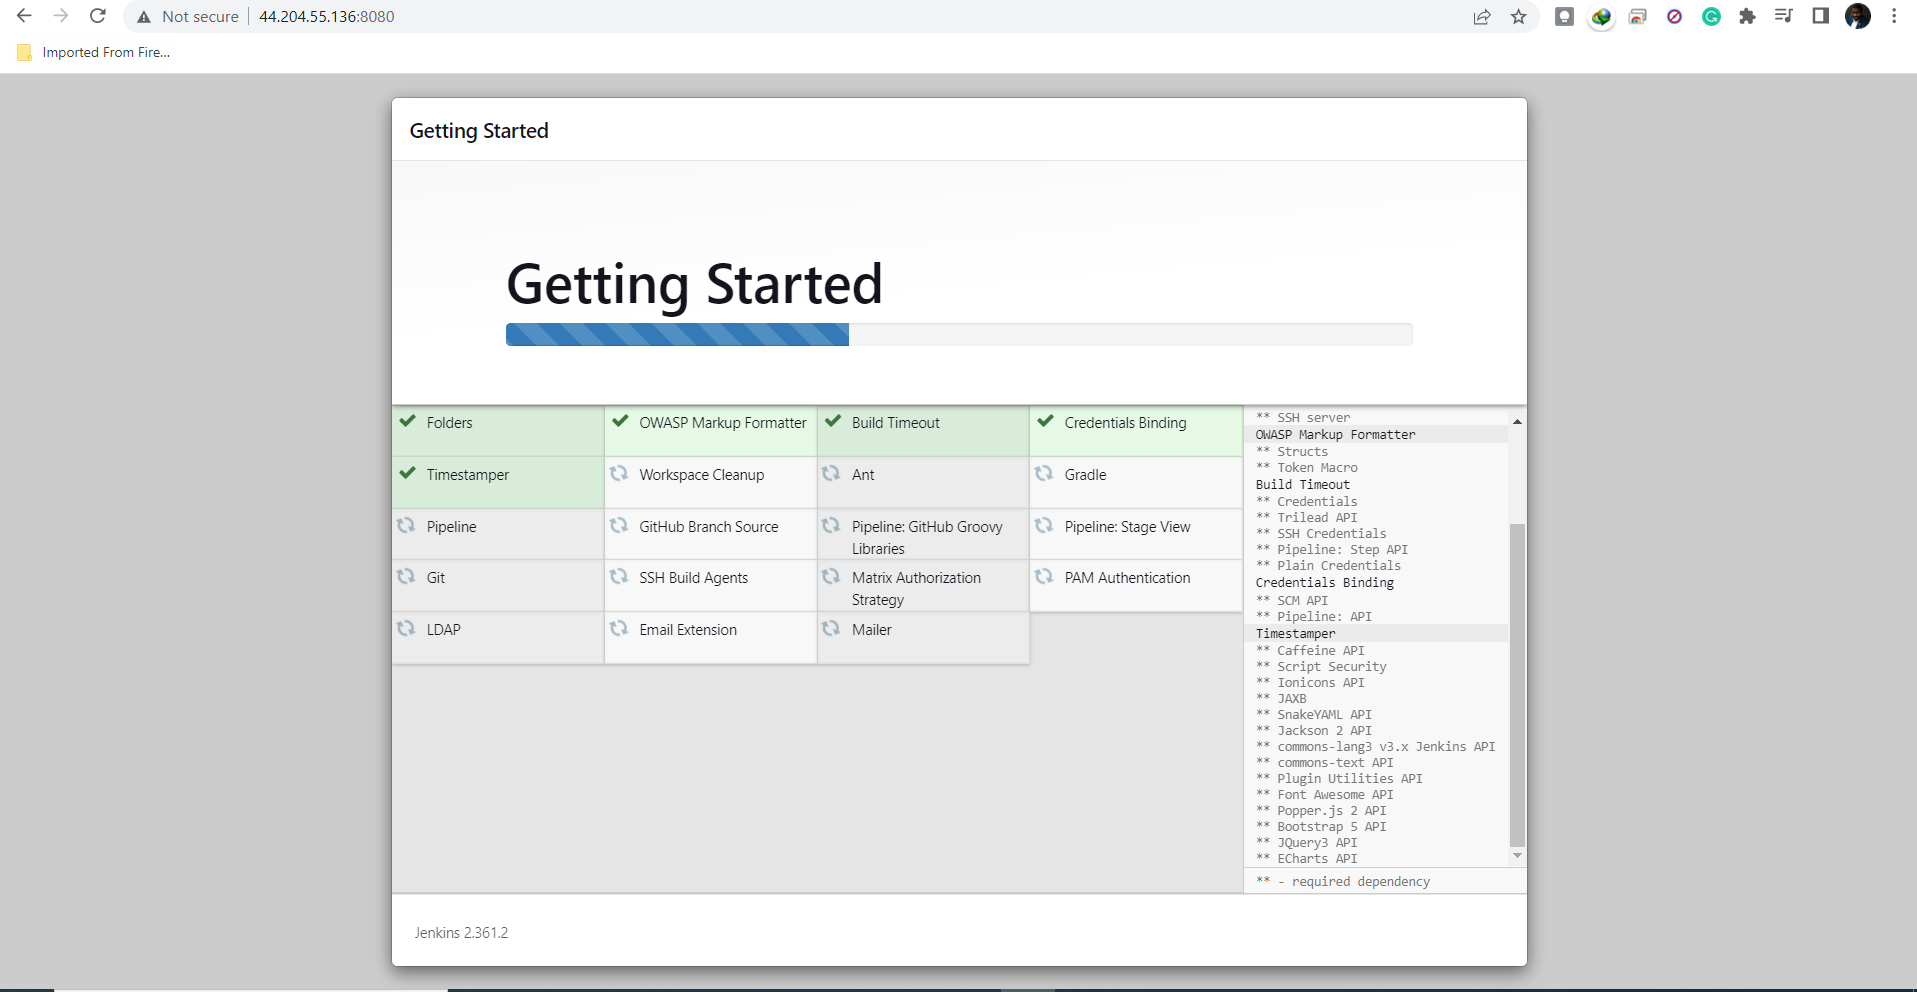 Not secure
44.204.55.136:8080
Imported From Fire...
Getting Started
Getting Started
Folders
OWASP Markup Formatter
Build Timeout
Credentials Binding
Timestamper
Workspace Cleanup
Ant
Gradle
Pipeline
GitHub Branch Source
Pipeline: GitHub Groovy
Libraries
Pipeline: Stage View
Git
SSH Build Agents
Matrix Authorization
Strategy
PAM Authentication
LDAP
Email Extension
Mailer
** SSH server
OWASP Markup Formatter
** Structs
** Token Macro
Build Timeout
** Credentials
** Trilead API
** SSH Credentials
** Pipeline: Step API
** Plain Credentials
Credentials Binding
** SCM API
** Pipeline: API
Timestamper
** Caffeine API
** Script Security
** Ionicons API
** JAXB
** SnakeYAML API
** Jackson 2 API
** commons-lang3 v3.x Jenkins API
** commons-text API
** Plugin Utilities API
** Font Awesome API
** Popper.js 2 API
** Bootstrap 5 API
** JQuery3 API
** ECharts API
** - required dependency
Jenkins 2.361.2